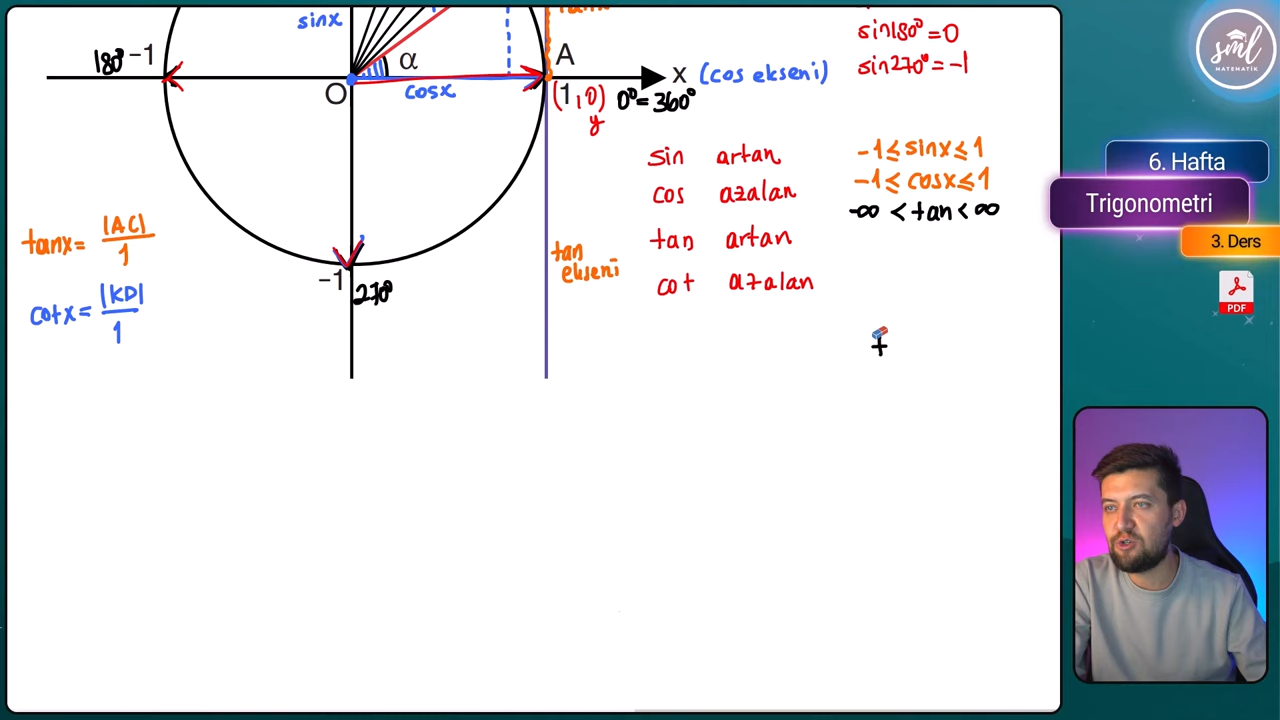 sinx
sin180°=0
sin270°=-1
180° -1
α
A
x (cos ekseni)
O
cosx
(1,0)
0°=360°
y
sin artan
cos azalan
tan artan
cot azalan
-1≤sinx≤1
-1≤cosx≤1
-∞<tan<∞
tanx=|AC|/1
cotx=|KD|/1
tan
ekseni
-1
270°
sml
MATEMATİK
6. Hafta
Trigonometri
3. Ders
PDF